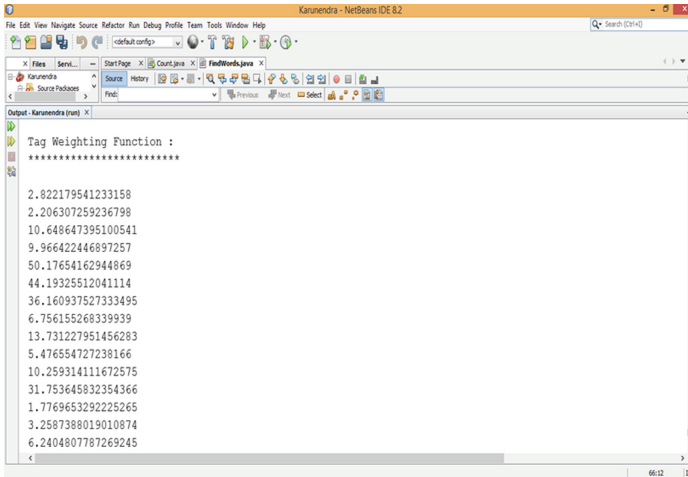 Karunendra - NetBeans IDE 8.2
File Edit View Navigate Source Refactor Run Debug Profile Team Tools Window Help
Search (Ctrl+I)
<default config>
Files Servi... Start Page X Count.java X FindWords.java X
Karunendra Source History
Source Packages Find: Previous Next Select
Output - Karunendra (run) X
Tag Weighting Function :
*************************
2.822179541233158
2.206307259236798
10.648647395100541
9.966422446897257
50.17654162944869
44.19325512041114
36.160937527333495
6.756155268339939
13.731227951456283
5.476554727238166
10.259314111672575
31.753645832354366
1.7769653292225265
3.2587388019010874
6.2404807787269245
66:12